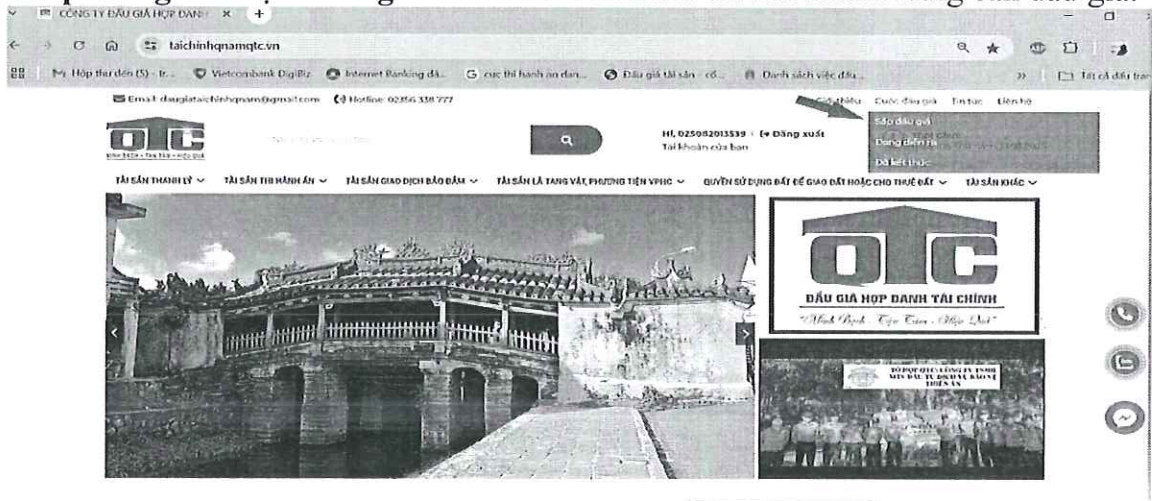 CÔNG TY ĐẤU GIÁ HỢP DANH
taichinhqnamqtc.vn
Hộp thư đến (5) - tr... Vietcombank DigiBiz Internet Banking dà... cục thi hành án dan... Đấu giá tài sản - cổ... Danh sách việc đấu... Tất cả dấu tran
Email: daugiataichinhqnam@gmail.com Hotline: 02356 338 777
Giới thiệu Cuộc đấu giá Tin tức Liên hệ
QTC
Hi, 025082013539 Đăng xuất
Tài khoản của bạn
Sắp đấu giá
Đang diễn ra
Đã kết thúc
TÀI SẢN THANH LÝ TÀI SẢN THI HÀNH ÁN TÀI SẢN GIAO DỊCH BẢO ĐẢM TÀI SẢN LÀ TANG VẬT, PHƯƠNG TIỆN VPHC QUYỀN SỬ DỤNG ĐẤT ĐỂ GIAO ĐẤT HOẶC CHO THUÊ ĐẤT TÀI SẢN KHÁC
QTC
ĐẤU GIÁ HỢP DANH TÀI CHÍNH
"Minh Bạch - Tận Tâm - Hiệu Quả"